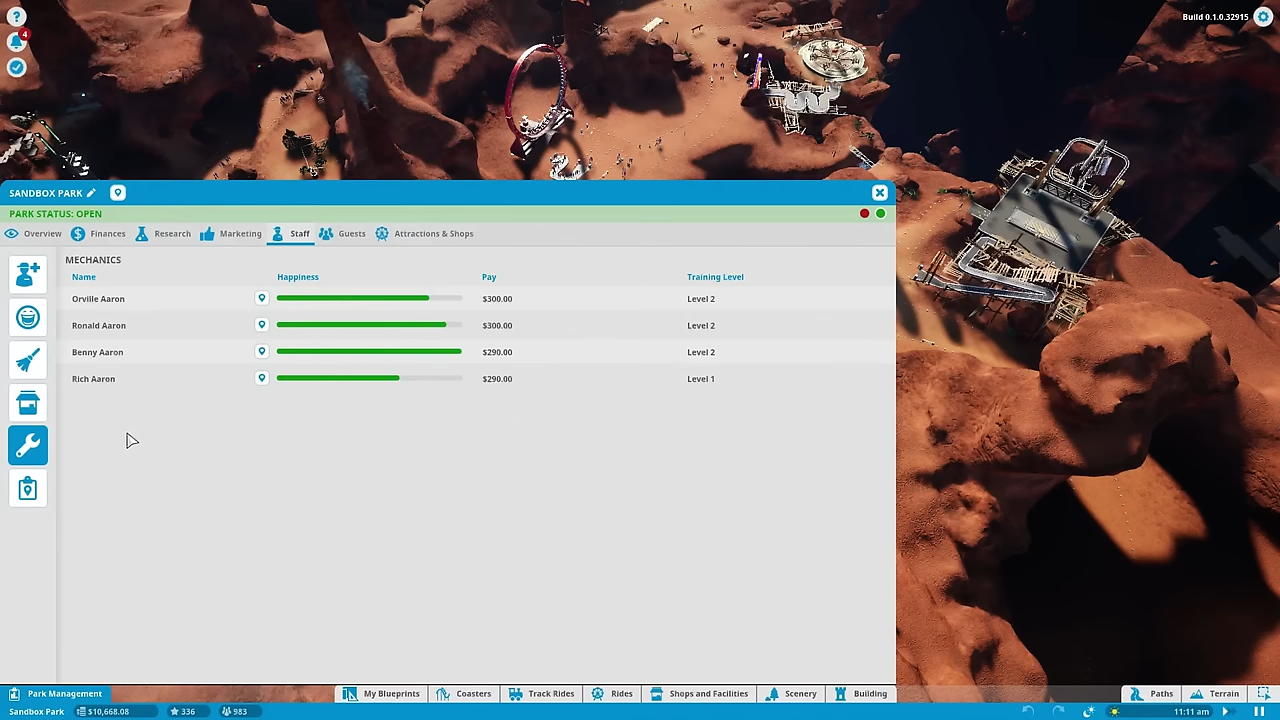 ?
Build 0.1.0.32915
4
SANDBOX PARK
PARK STATUS: OPEN
Overview Finances Research Marketing Staff Guests Attractions & Shops
MECHANICS
Name Happiness Pay Training Level
Orville Aaron $300.00 Level 2
Ronald Aaron $300.00 Level 2
Benny Aaron $290.00 Level 2
Rich Aaron $290.00 Level 1
Park Management My Blueprints Coasters Track Rides Rides Shops and Facilities Scenery Building Paths Terrain
Sandbox Park $10,668.08 336 983 11:11 am